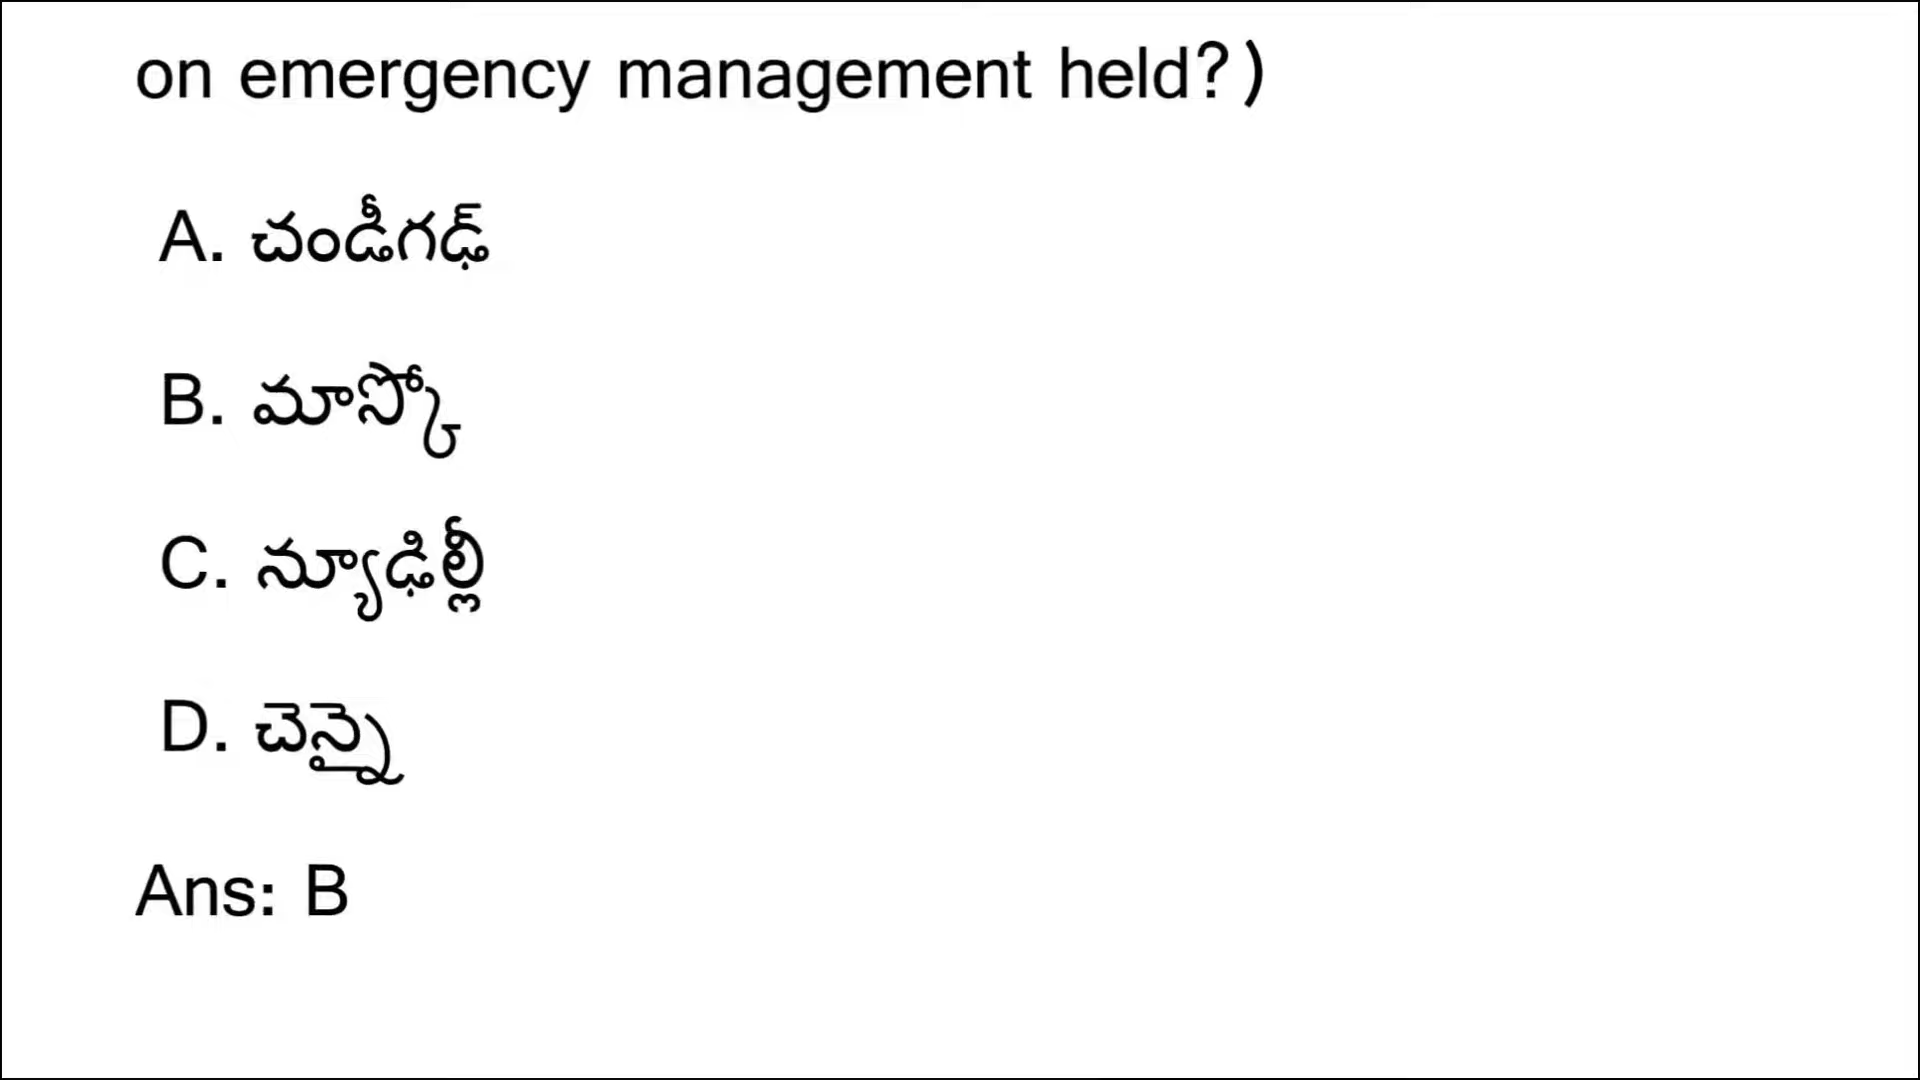 on emergency management held?)
A. చండీగఢ్
B. మాస్కో
C. న్యూఢిల్లీ
D. చెన్నై
Ans: B